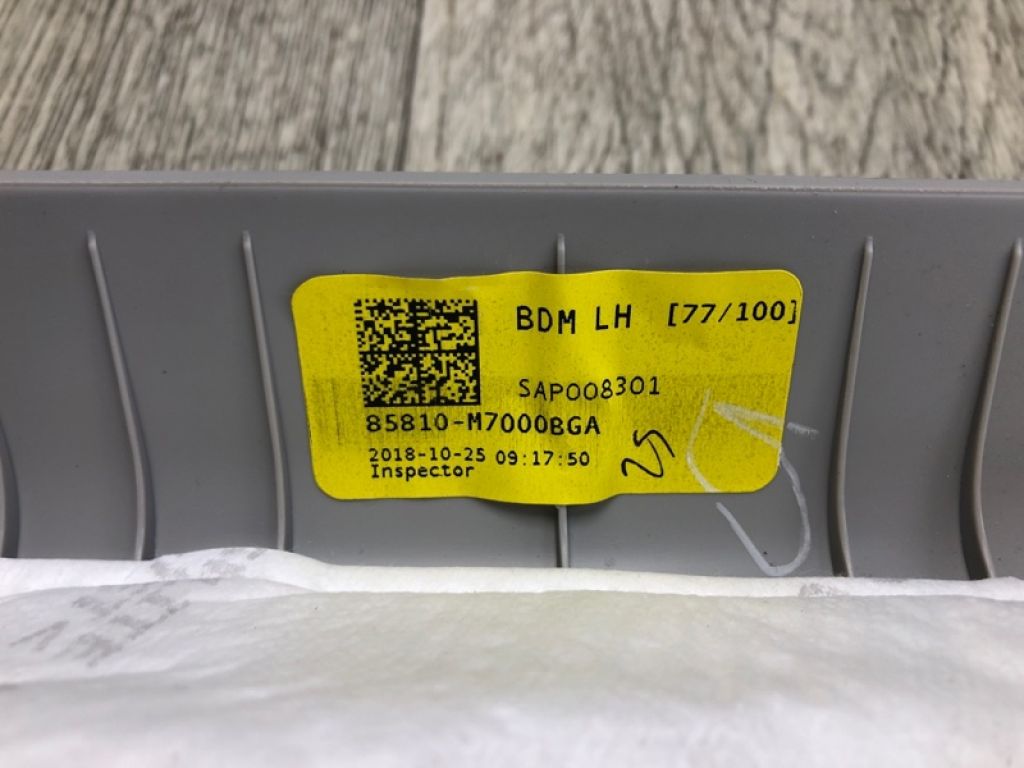 BDM LH [77/100]
SAP008301
85810-M7000BGA
2018-10-25 09:17:50
Inspector